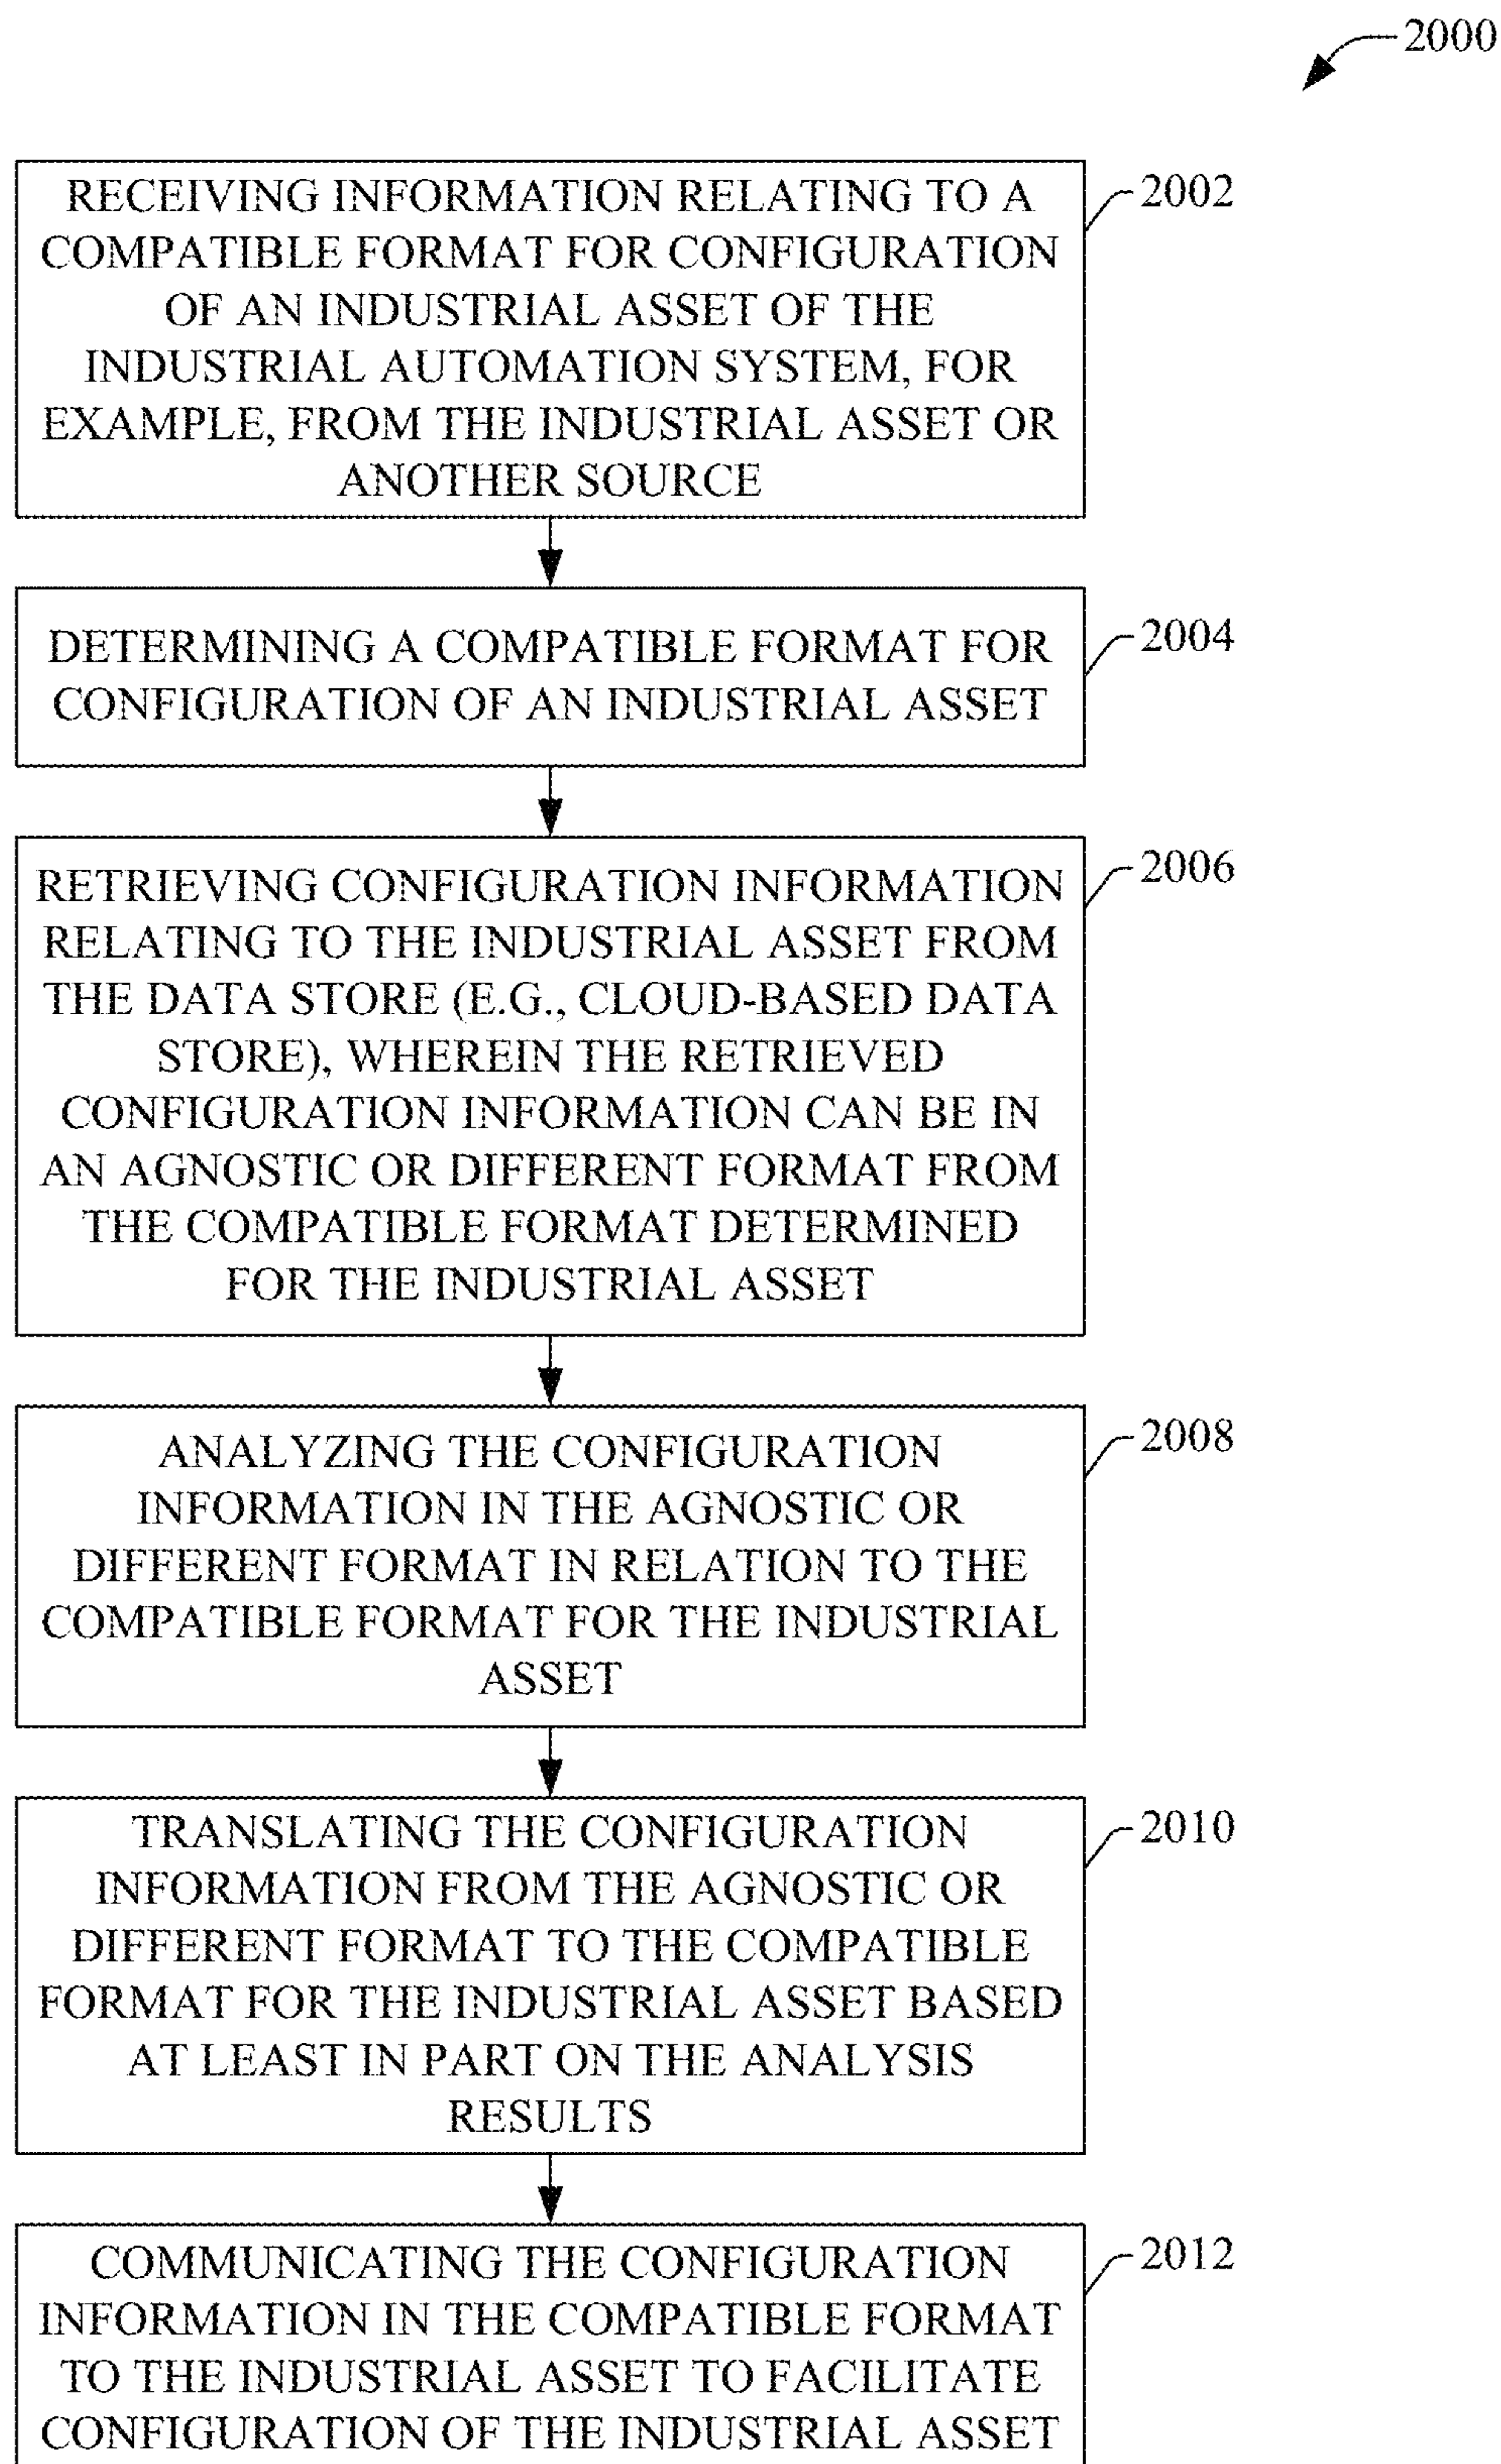 2000
RECEIVING INFORMATION RELATING TO A
COMPATIBLE FORMAT FOR CONFIGURATION
OF AN INDUSTRIAL ASSET OF THE
INDUSTRIAL AUTOMATION SYSTEM, FOR
EXAMPLE, FROM THE INDUSTRIAL ASSET OR
ANOTHER SOURCE
2002
DETERMINING A COMPATIBLE FORMAT FOR
CONFIGURATION OF AN INDUSTRIAL ASSET
2004
RETRIEVING CONFIGURATION INFORMATION
RELATING TO THE INDUSTRIAL ASSET FROM
THE DATA STORE (E.G., CLOUD-BASED DATA
STORE), WHEREIN THE RETRIEVED
CONFIGURATION INFORMATION CAN BE IN
AN AGNOSTIC OR DIFFERENT FORMAT FROM
THE COMPATIBLE FORMAT DETERMINED
FOR THE INDUSTRIAL ASSET
2006
ANALYZING THE CONFIGURATION
INFORMATION IN THE AGNOSTIC OR
DIFFERENT FORMAT IN RELATION TO THE
COMPATIBLE FORMAT FOR THE INDUSTRIAL
ASSET
2008
TRANSLATING THE CONFIGURATION
INFORMATION FROM THE AGNOSTIC OR
DIFFERENT FORMAT TO THE COMPATIBLE
FORMAT FOR THE INDUSTRIAL ASSET BASED
AT LEAST IN PART ON THE ANALYSIS
RESULTS
2010
COMMUNICATING THE CONFIGURATION
INFORMATION IN THE COMPATIBLE FORMAT
TO THE INDUSTRIAL ASSET TO FACILITATE
CONFIGURATION OF THE INDUSTRIAL ASSET
2012